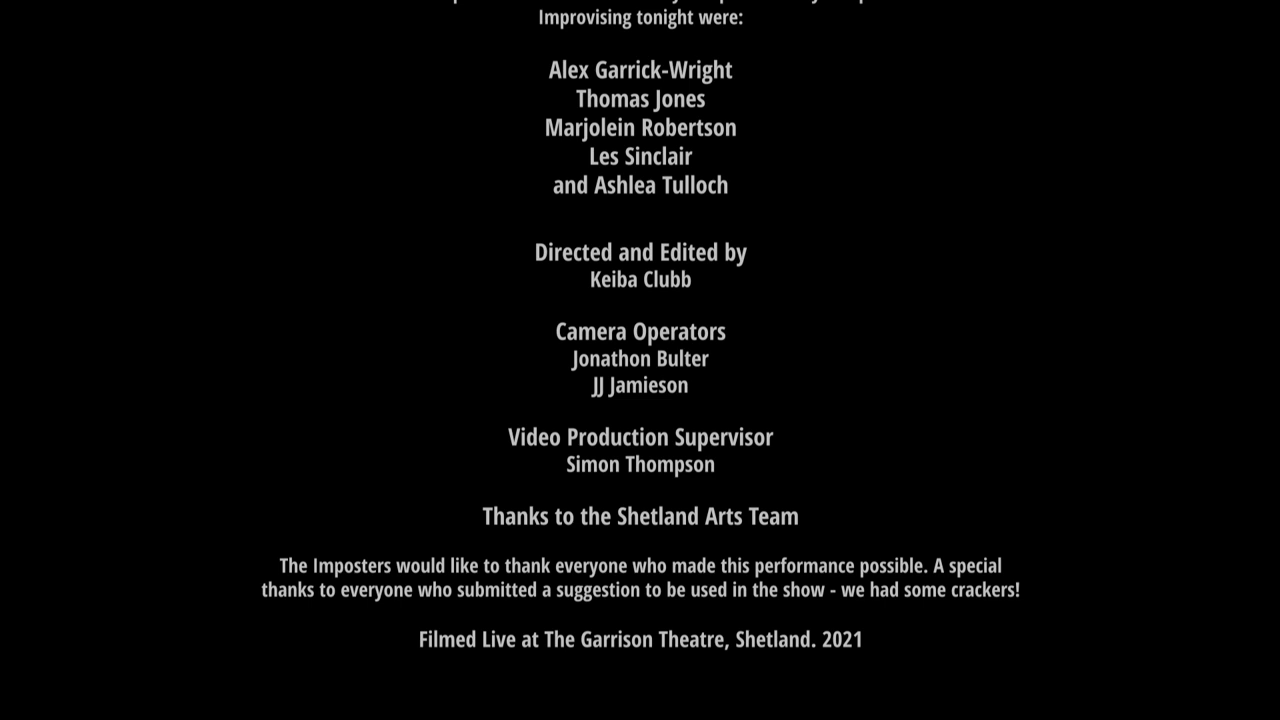 Improvising tonight were:
Alex Garrick-Wright
Thomas Jones
Marjolein Robertson
Les Sinclair
and Ashlea Tulloch
Directed and Edited by
Keiba Clubb
Camera Operators
Jonathon Bulter
JJ Jamieson
Video Production Supervisor
Simon Thompson
Thanks to the Shetland Arts Team
The Imposters would like to thank everyone who made this performance possible. A special
thanks to everyone who submitted a suggestion to be used in the show - we had some crackers!
Filmed Live at The Garrison Theatre, Shetland. 2021